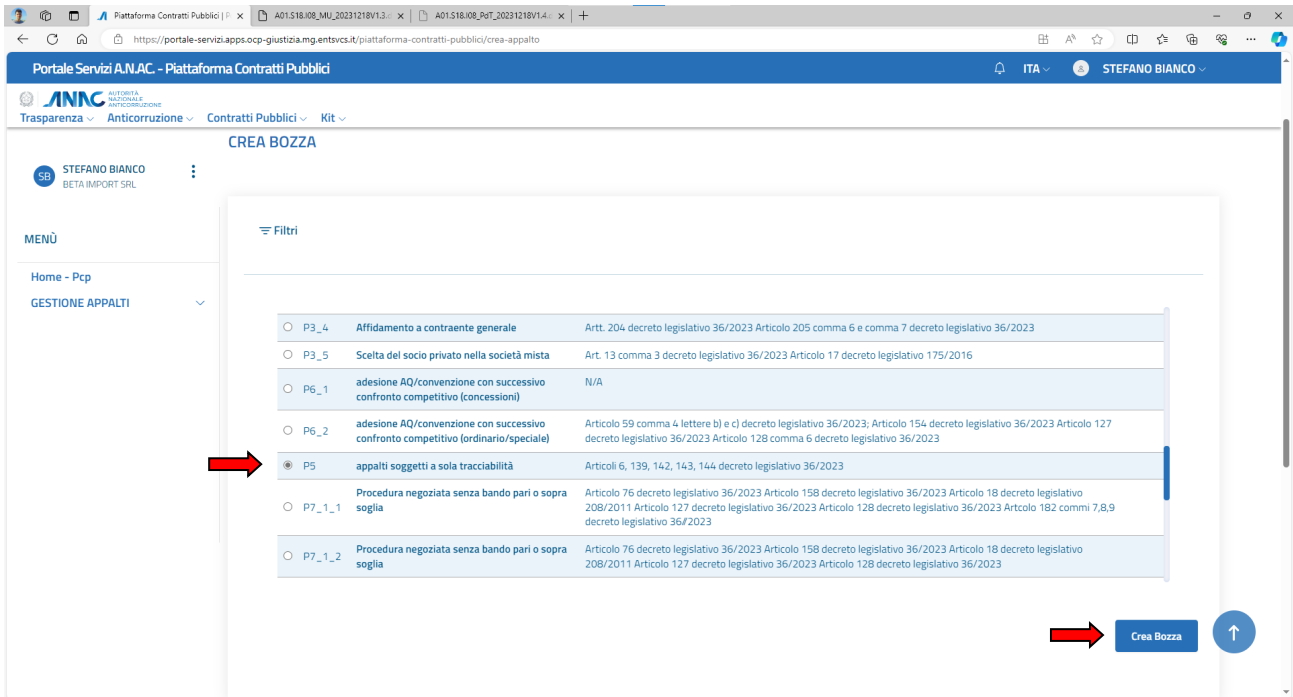 Piattaforma Contratti Pubblici | P
A01.S18.I08_MU_20231218V1.3.
A01.S18.I08_PdT_20231218V1.4.
https://portale-servizi.apps.ocp-giustizia.mg.entsvcs.it/piattaforma-contratti-pubblici/crea-appalto
Portale Servizi A.N.AC. - Piattaforma Contratti Pubblici
ITA
STEFANO BIANCO
ANAC
AUTORITÀ
NAZIONALE
ANTICORRUZIONE
Trasparenza Anticorruzione Contratti Pubblici Kit
CREA BOZZA
SB
STEFANO BIANCO
BETA IMPORT SRL
MENÙ
Home - Pcp
GESTIONE APPALTI
Filtri
P3_4 Affidamento a contraente generale Artt. 204 decreto legislativo 36/2023 Articolo 205 comma 6 e comma 7 decreto legislativo 36/2023
P3_5 Scelta del socio privato nella società mista Art. 13 comma 3 decreto legislativo 36/2023 Articolo 17 decreto legislativo 175/2016
P6_1
adesione AQ/convenzione con successivo
confronto competitivo (concessioni)
N/A
P6_2
adesione AQ/convenzione con successivo
confronto competitivo (ordinario/speciale)
Articolo 59 comma 4 lettere b) e c) decreto legislativo 36/2023; Articolo 154 decreto legislativo 36/2023 Articolo 127
decreto legislativo 36/2023 Articolo 128 comma 6 decreto legislativo 36/2023
P5 appalti soggetti a sola tracciabilità Articoli 6, 139, 142, 143, 144 decreto legislativo 36/2023
P7_1_1
Procedura negoziata senza bando pari o sopra
soglia
Articolo 76 decreto legislativo 36/2023 Articolo 158 decreto legislativo 36/2023 Articolo 18 decreto legislativo
208/2011 Articolo 127 decreto legislativo 36/2023 Articolo 128 decreto legislativo 36/2023 Artcolo 182 commi 7,8,9
decreto legislativo 36//2023
P7_1_2
Procedura negoziata senza bando pari o sopra
soglia
Articolo 76 decreto legislativo 36/2023 Articolo 158 decreto legislativo 36/2023 Articolo 18 decreto legislativo
208/2011 Articolo 127 decreto legislativo 36/2023 Articolo 128 decreto legislativo 36/2023
Crea Bozza